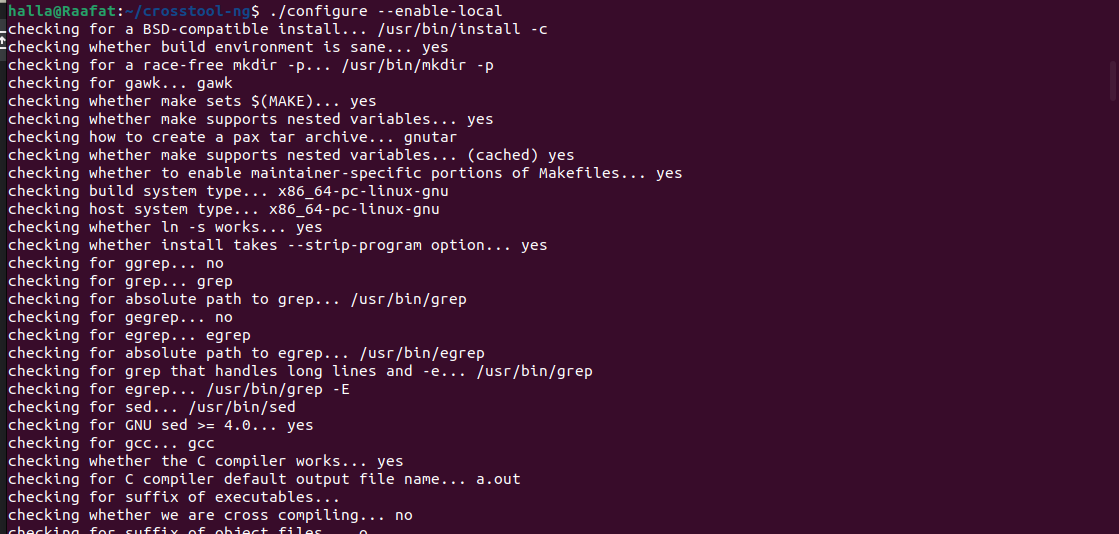 halla@Raafat:~/crosstool-ng$ ./configure --enable-local
checking for a BSD-compatible install... /usr/bin/install -c
checking whether build environment is sane... yes
checking for a race-free mkdir -p... /usr/bin/mkdir -p
checking for gawk... gawk
checking whether make sets $(MAKE)... yes
checking whether make supports nested variables... yes
checking how to create a pax tar archive... gnutar
checking whether make supports nested variables... (cached) yes
checking whether to enable maintainer-specific portions of Makefiles... yes
checking build system type... x86_64-pc-linux-gnu
checking host system type... x86_64-pc-linux-gnu
checking whether ln -s works... yes
checking whether install takes --strip-program option... yes
checking for ggrep... no
checking for grep... grep
checking for absolute path to grep... /usr/bin/grep
checking for gegrep... no
checking for egrep... egrep
checking for absolute path to egrep... /usr/bin/egrep
checking for grep that handles long lines and -e... /usr/bin/grep
checking for egrep... /usr/bin/grep -E
checking for sed... /usr/bin/sed
checking for GNU sed >= 4.0... yes
checking for gcc... gcc
checking whether the C compiler works... yes
checking for C compiler default output file name... a.out
checking for suffix of executables...
checking whether we are cross compiling... no
checking for suffix of object files... o